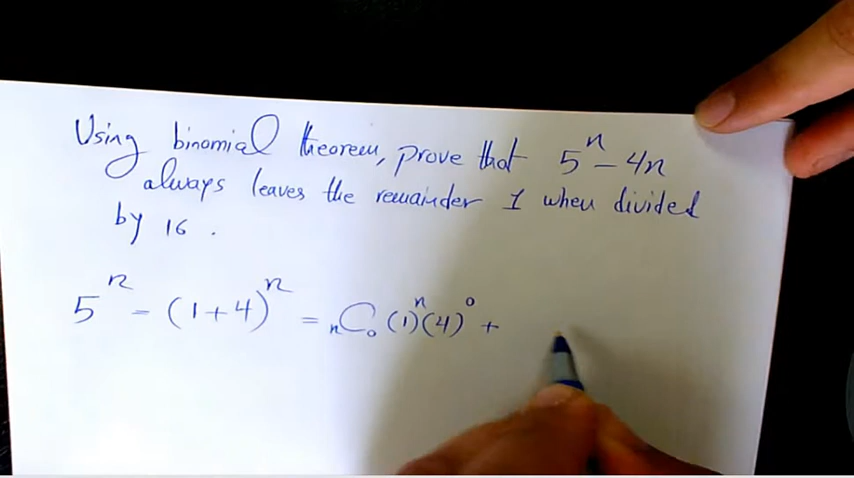 Using binomial theorem, prove that 5ⁿ - 4n
always leaves the remainder 1 when divided
by 16 .
5ⁿ = (1+4)ⁿ = ₙC₀ (1)ⁿ (4)⁰ +